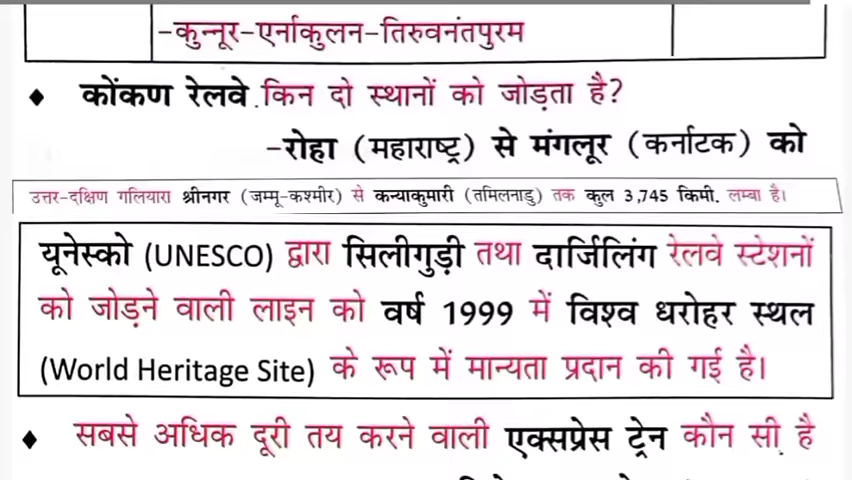 -कुन्नूर-एर्नाकुलन-तिरुवनंतपुरम
♦ कोंकण रेलवे किन दो स्थानों को जोड़ता है?
-रोहा (महाराष्ट्र) से मंगलूर (कर्नाटक) को
उत्तर-दक्षिण गलियारा श्रीनगर (जम्मू-कश्मीर) से कन्याकुमारी (तमिलनाडु) तक कुल 3,745 किमी. लम्बा है।
यूनेस्को (UNESCO) द्वारा सिलीगुड़ी तथा दार्जिलिंग रेलवे स्टेशनों
को जोड़ने वाली लाइन को वर्ष 1999 में विश्व धरोहर स्थल
(World Heritage Site) के रूप में मान्यता प्रदान की गई है।
♦ सबसे अधिक दूरी तय करने वाली एक्सप्रेस ट्रेन कौन सी है